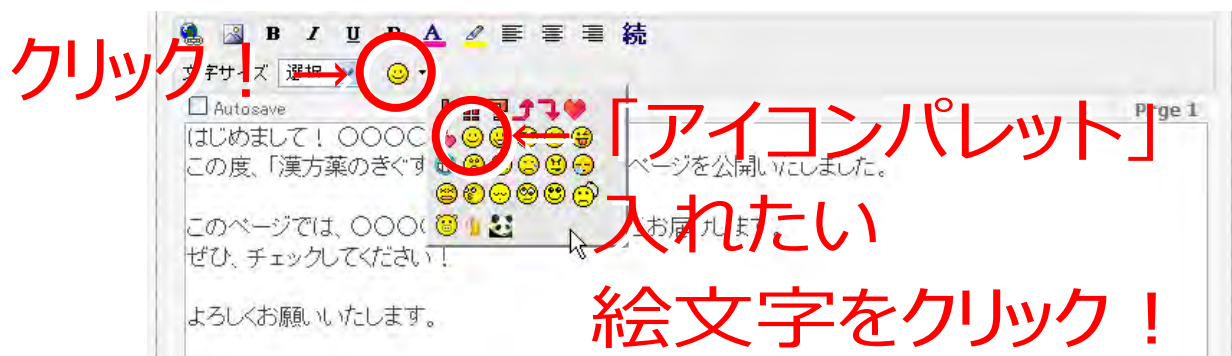 B I U A 続
クリック！
文字サイズ 選択
→
Autosave
Prge 1
←「アイコンパレット」
はじめまして！ 〇〇〇〇
この度、「漢方薬のきぐす ページを公開いたしました。
入れたい
このページでは、〇〇〇 お届けします。
ぜひ、チェックしてください！
絵文字をクリック！
よろしくお願いいたします。